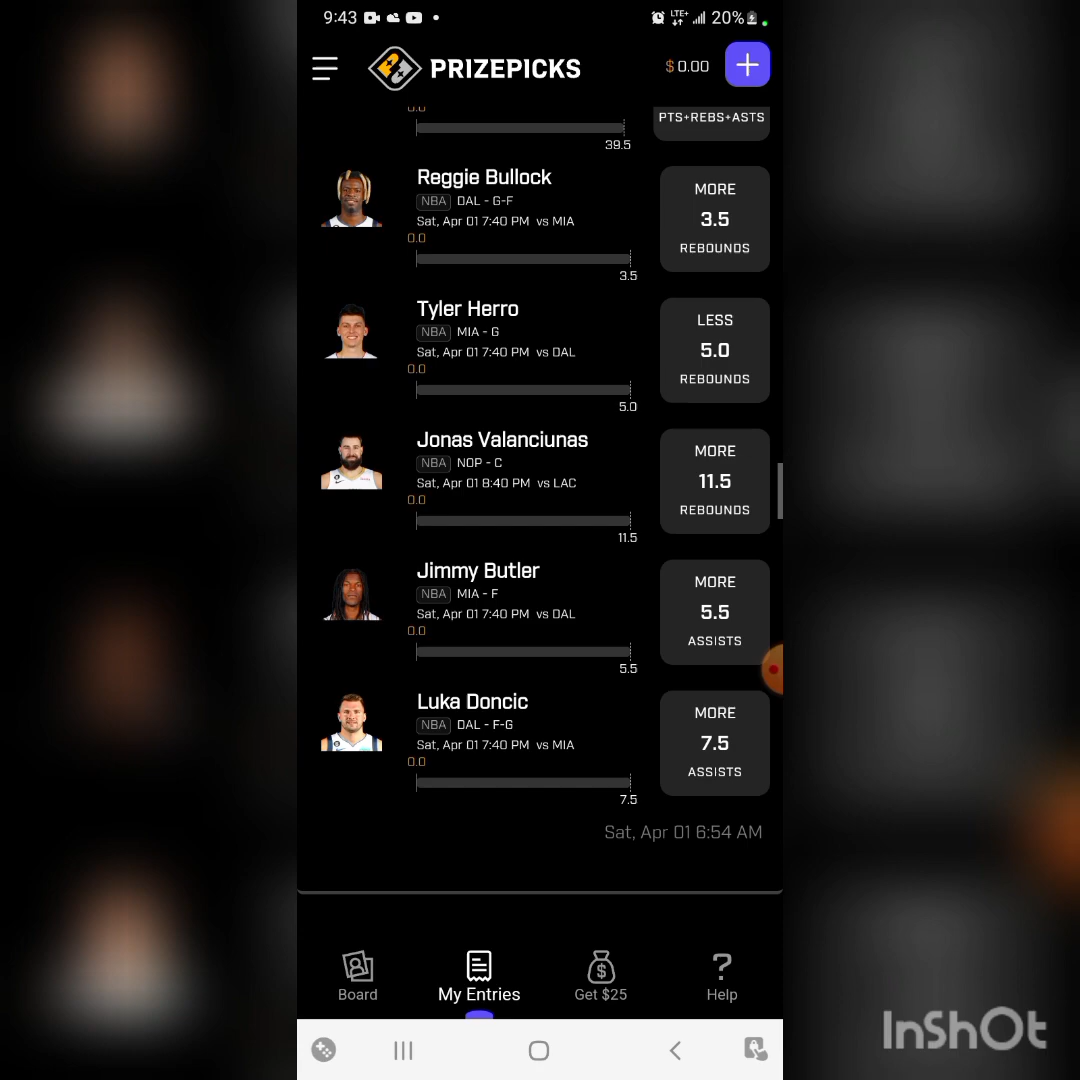 9:43 LTE+ 20%
PRIZEPICKS $ 0.00
0.0
39.5
PTS+REBS+ASTS
Reggie Bullock
NBA DAL - G-F
Sat, Apr 01 7:40 PM vs MIA
0.0
3.5
MORE
3.5
REBOUNDS
Tyler Herro
NBA MIA - G
Sat, Apr 01 7:40 PM vs DAL
0.0
5.0
LESS
5.0
REBOUNDS
Jonas Valanciunas
NBA NOP - C
Sat, Apr 01 8:40 PM vs LAC
0.0
11.5
MORE
11.5
REBOUNDS
Jimmy Butler
NBA MIA - F
Sat, Apr 01 7:40 PM vs DAL
0.0
5.5
MORE
5.5
ASSISTS
Luka Doncic
NBA DAL - F-G
Sat, Apr 01 7:40 PM vs MIA
0.0
7.5
MORE
7.5
ASSISTS
Sat, Apr 01 6:54 AM
Board
My Entries
Get $25
Help
InShOt